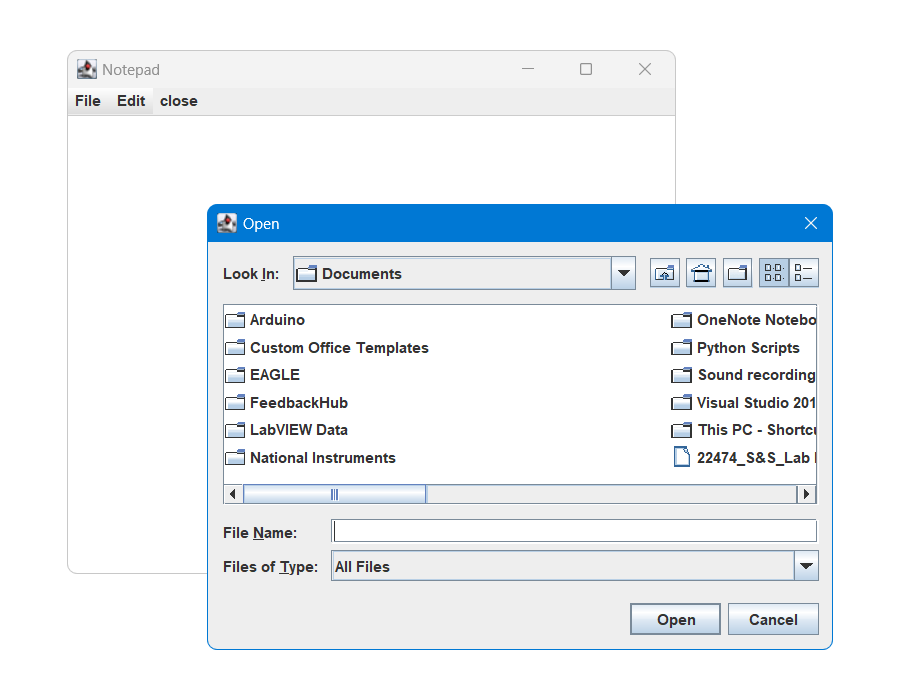 Notepad
File Edit close
Open
Look In: Documents
Arduino
OneNote Notebo
Custom Office Templates
Python Scripts
EAGLE
Sound recording
FeedbackHub
Visual Studio 201
LabVIEW Data
This PC - Shortcu
National Instruments
22474_S&S_Lab
File Name:
Files of Type: All Files
Open Cancel